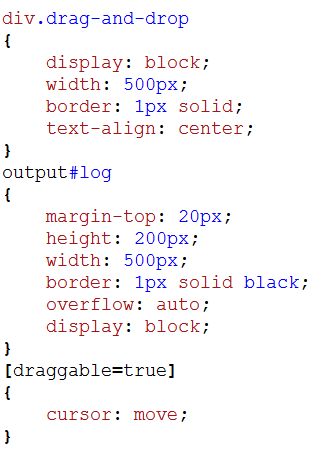 div.drag-and-drop
{
    display: block;
    width: 500px;
    border: 1px solid;
    text-align: center;
}
output#log
{
    margin-top: 20px;
    height: 200px;
    width: 500px;
    border: 1px solid black;
    overflow: auto;
    display: block;
}
[draggable=true]
{
    cursor: move;
}